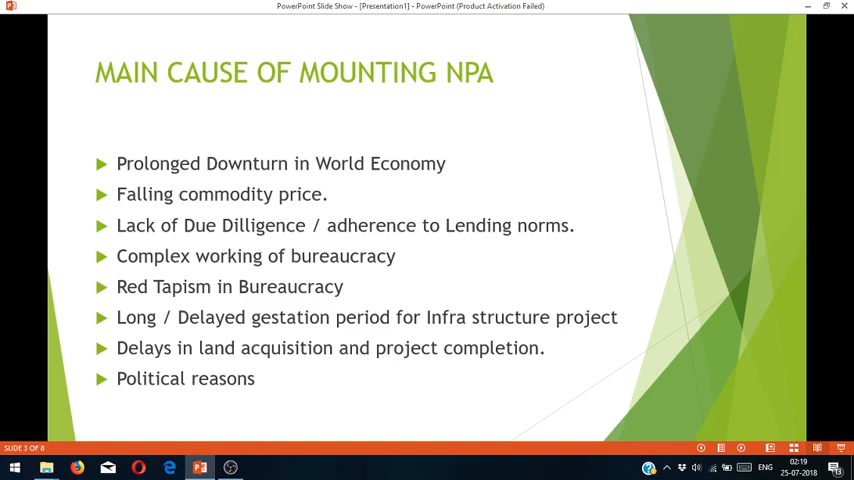 PowerPoint Slide Show - [Presentation1] - PowerPoint (Product Activation Failed)
MAIN CAUSE OF MOUNTING NPA
Prolonged Downturn in World Economy
Falling commodity price.
Lack of Due Dilligence / adherence to Lending norms.
Complex working of bureaucracy
Red Tapism in Bureaucracy
Long / Delayed gestation period for Infra structure project
Delays in land acquisition and project completion.
Political reasons
SLIDE 3 OF 8
ENG
02:19
25-07-2018
13